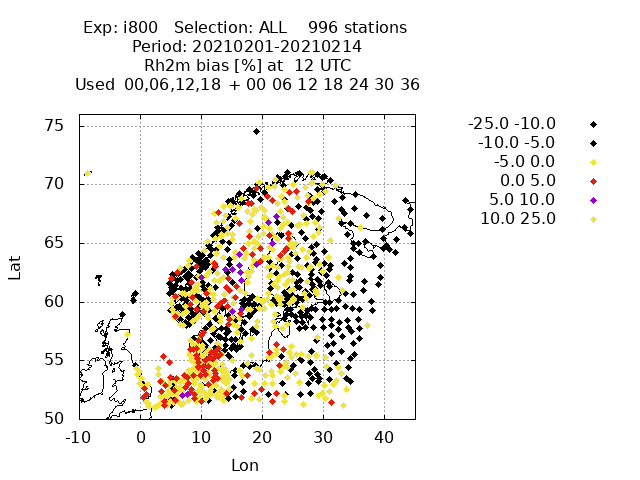 Exp: i800 Selection: ALL 996 stations
Period: 20210201-20210214
Rh2m bias [%] at 12 UTC
Used 00,06,12,18 + 00 06 12 18 24 30 36
-25.0 -10.0
-10.0 -5.0
-5.0 0.0
0.0 5.0
5.0 10.0
10.0 25.0
75
70
65
60
55
50
Lat
-10 0 10 20 30 40
Lon